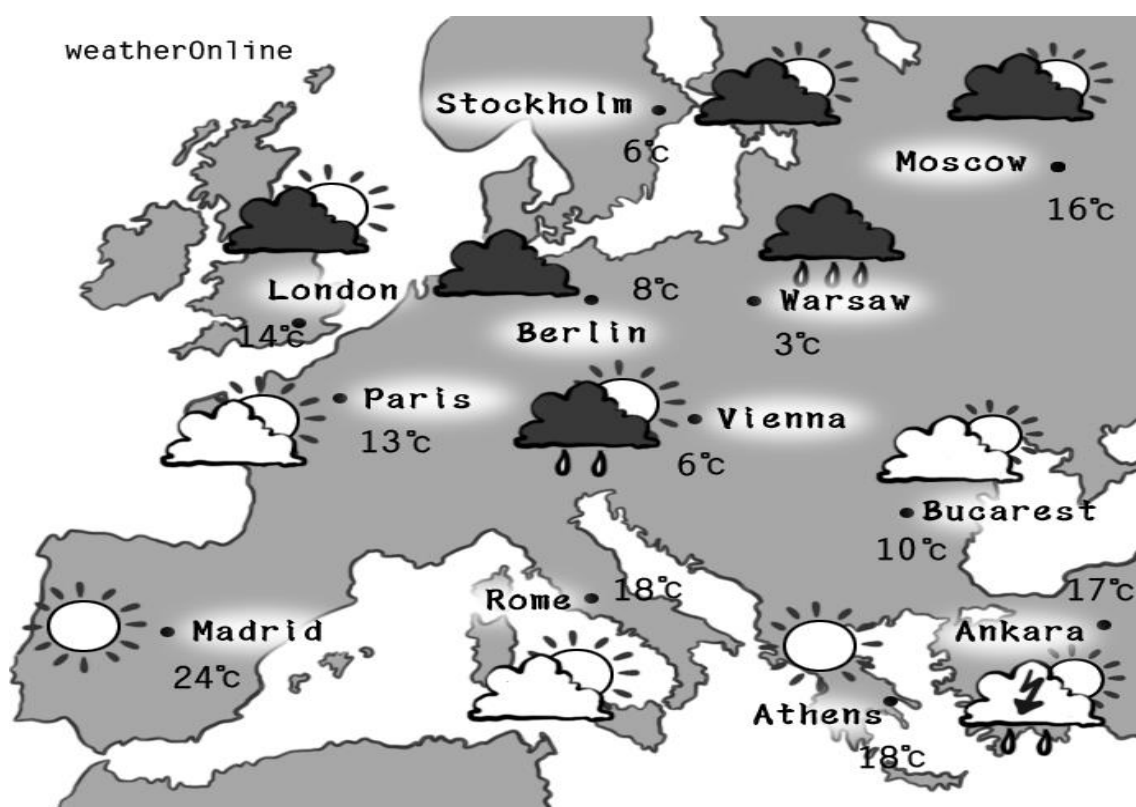 weatherOnline
Stockholm
6°c
Moscow
16°c
London
14°c
8°c
Berlin
Warsaw
3°c
Paris
13°c
Vienna
6°c
Bucarest
10°c
Rome
18°c
17°c
Ankara
Madrid
24°c
Athens
18°c